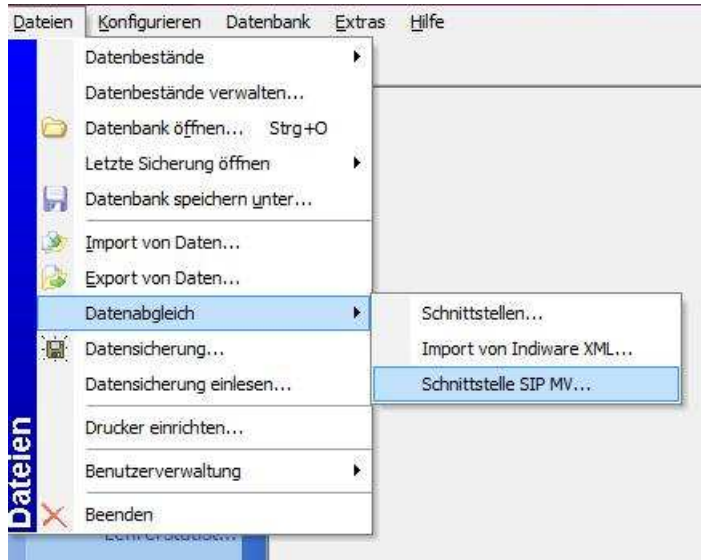 Dateien Konfigurieren Datenbank Extras Hilfe
Datenbestände
Datenbestände verwalten...
Datenbank öffnen... Strg+O
Letzte Sicherung öffnen
Datenbank speichern unter...
Import von Daten...
Export von Daten...
Datenabgleich
Schnittstellen...
Import von Indiware XML...
Schnittstelle SIP MV...
Datensicherung...
Datensicherung einlesen...
Drucker einrichten...
Benutzerverwaltung
Beenden
Dateien